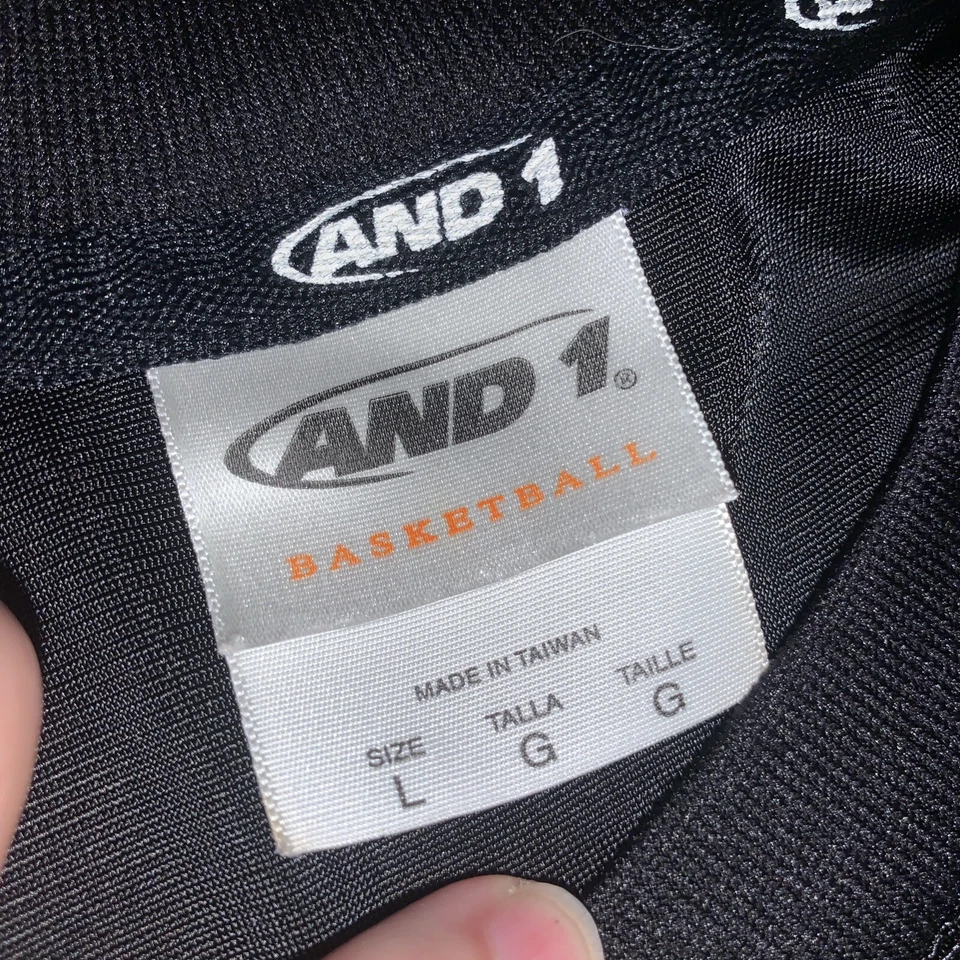 AND 1
AND 1®
BASKETBALL
MADE IN TAIWAN
SIZE TALLA TAILLE
L G G